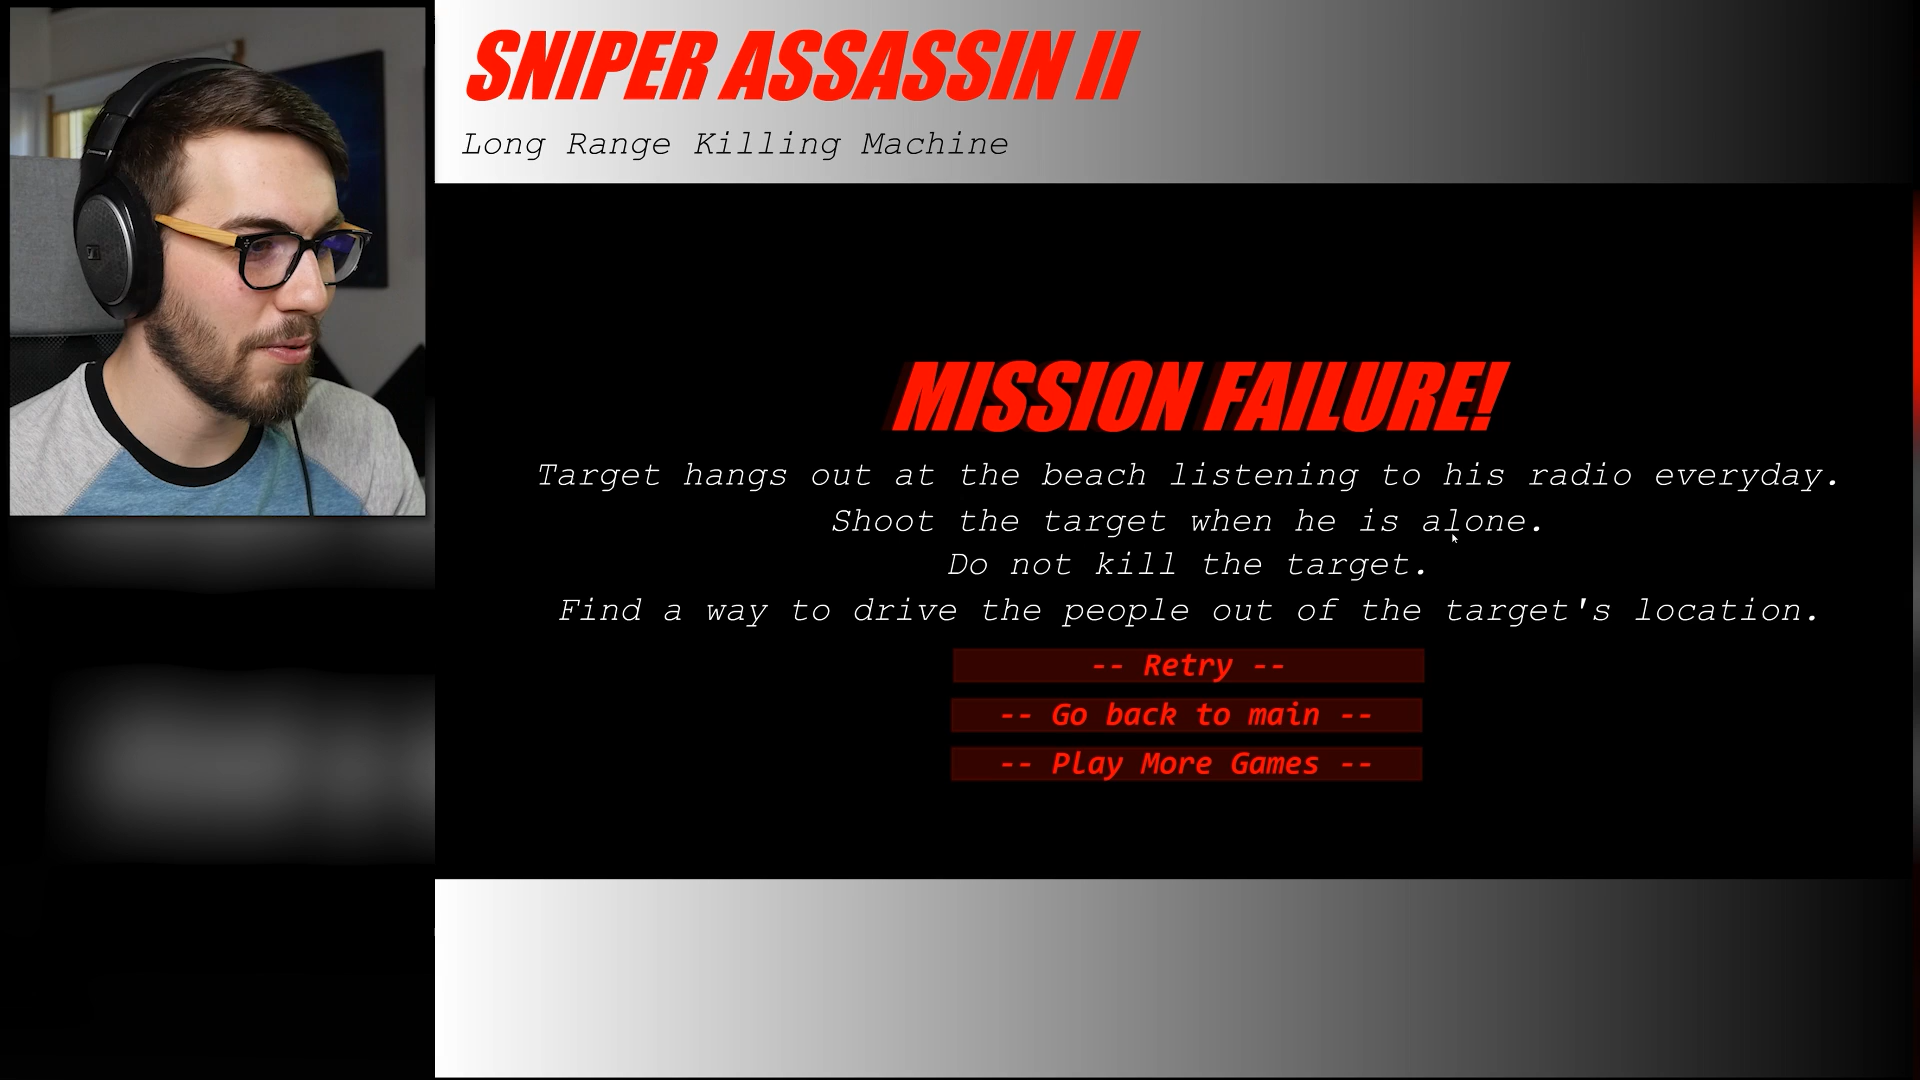 SNIPER ASSASSIN II
Long Range Killing Machine
MISSION FAILURE!
Target hangs out at the beach listening to his radio everyday.
Shoot the target when he is alone.
Do not kill the target.
Find a way to drive the people out of the target's location.
-- Retry --
-- Go back to main --
-- Play More Games --